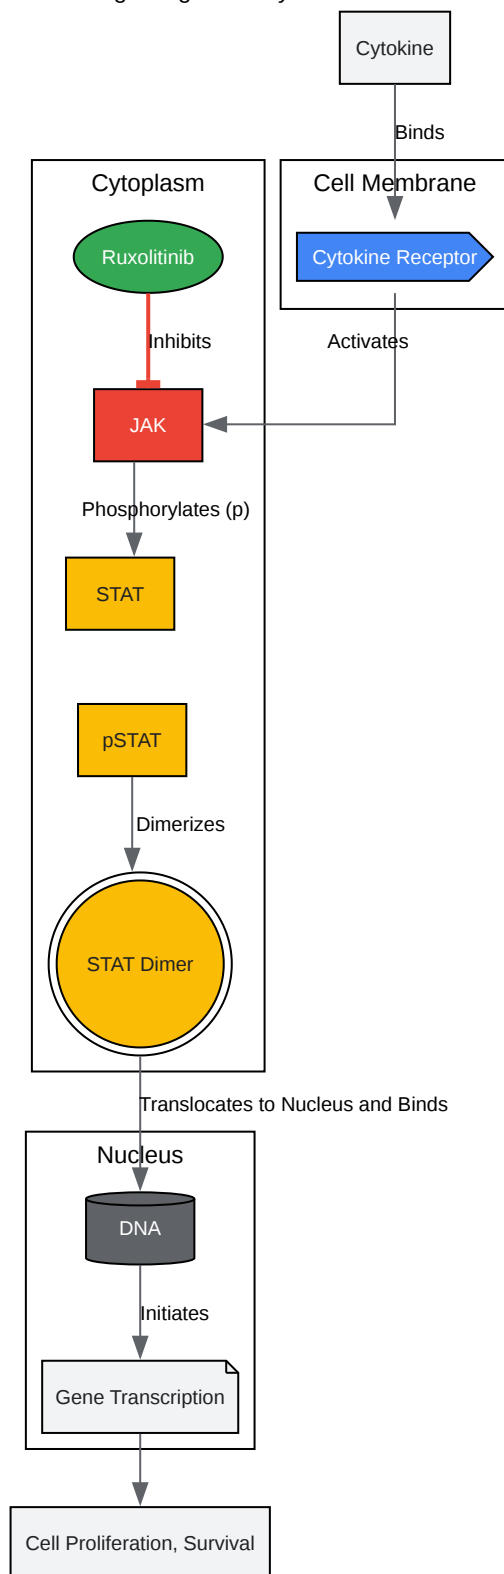 Cytokine
Binds
Cytoplasm
Cell Membrane
Ruxolitinib
Cytokine Receptor
Inhibits
Activates
JAK
Phosphorylates (p)
STAT
pSTAT
Dimerizes
STAT Dimer
Translocates to Nucleus and Binds
Nucleus
DNA
Initiates
Gene Transcription
Cell Proliferation, Survival